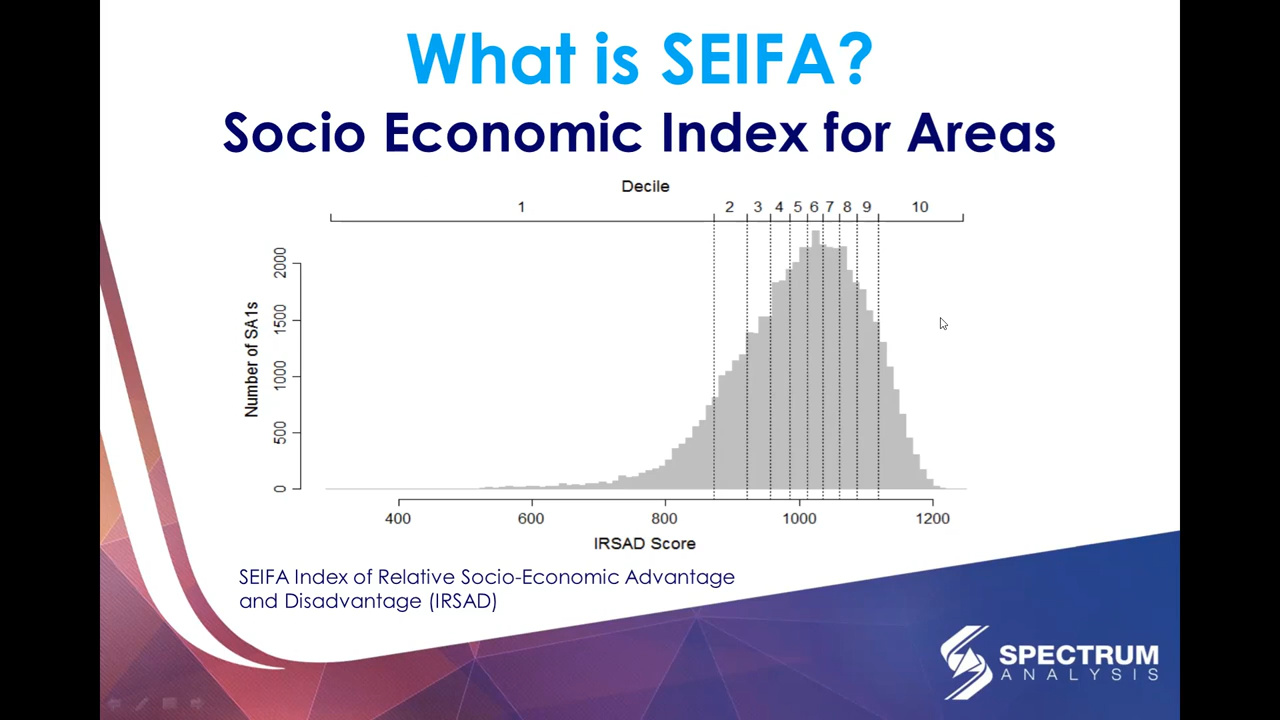 What is SEIFA?
Socio Economic Index for Areas
Decile
1 2 3 4 5 6 7 8 9 10
Number of SA1s
2000
1500
1000
500
0
400 600 800 1000 1200
IRSAD Score
SEIFA Index of Relative Socio-Economic Advantage
and Disadvantage (IRSAD)
SPECTRUM
ANALYSIS